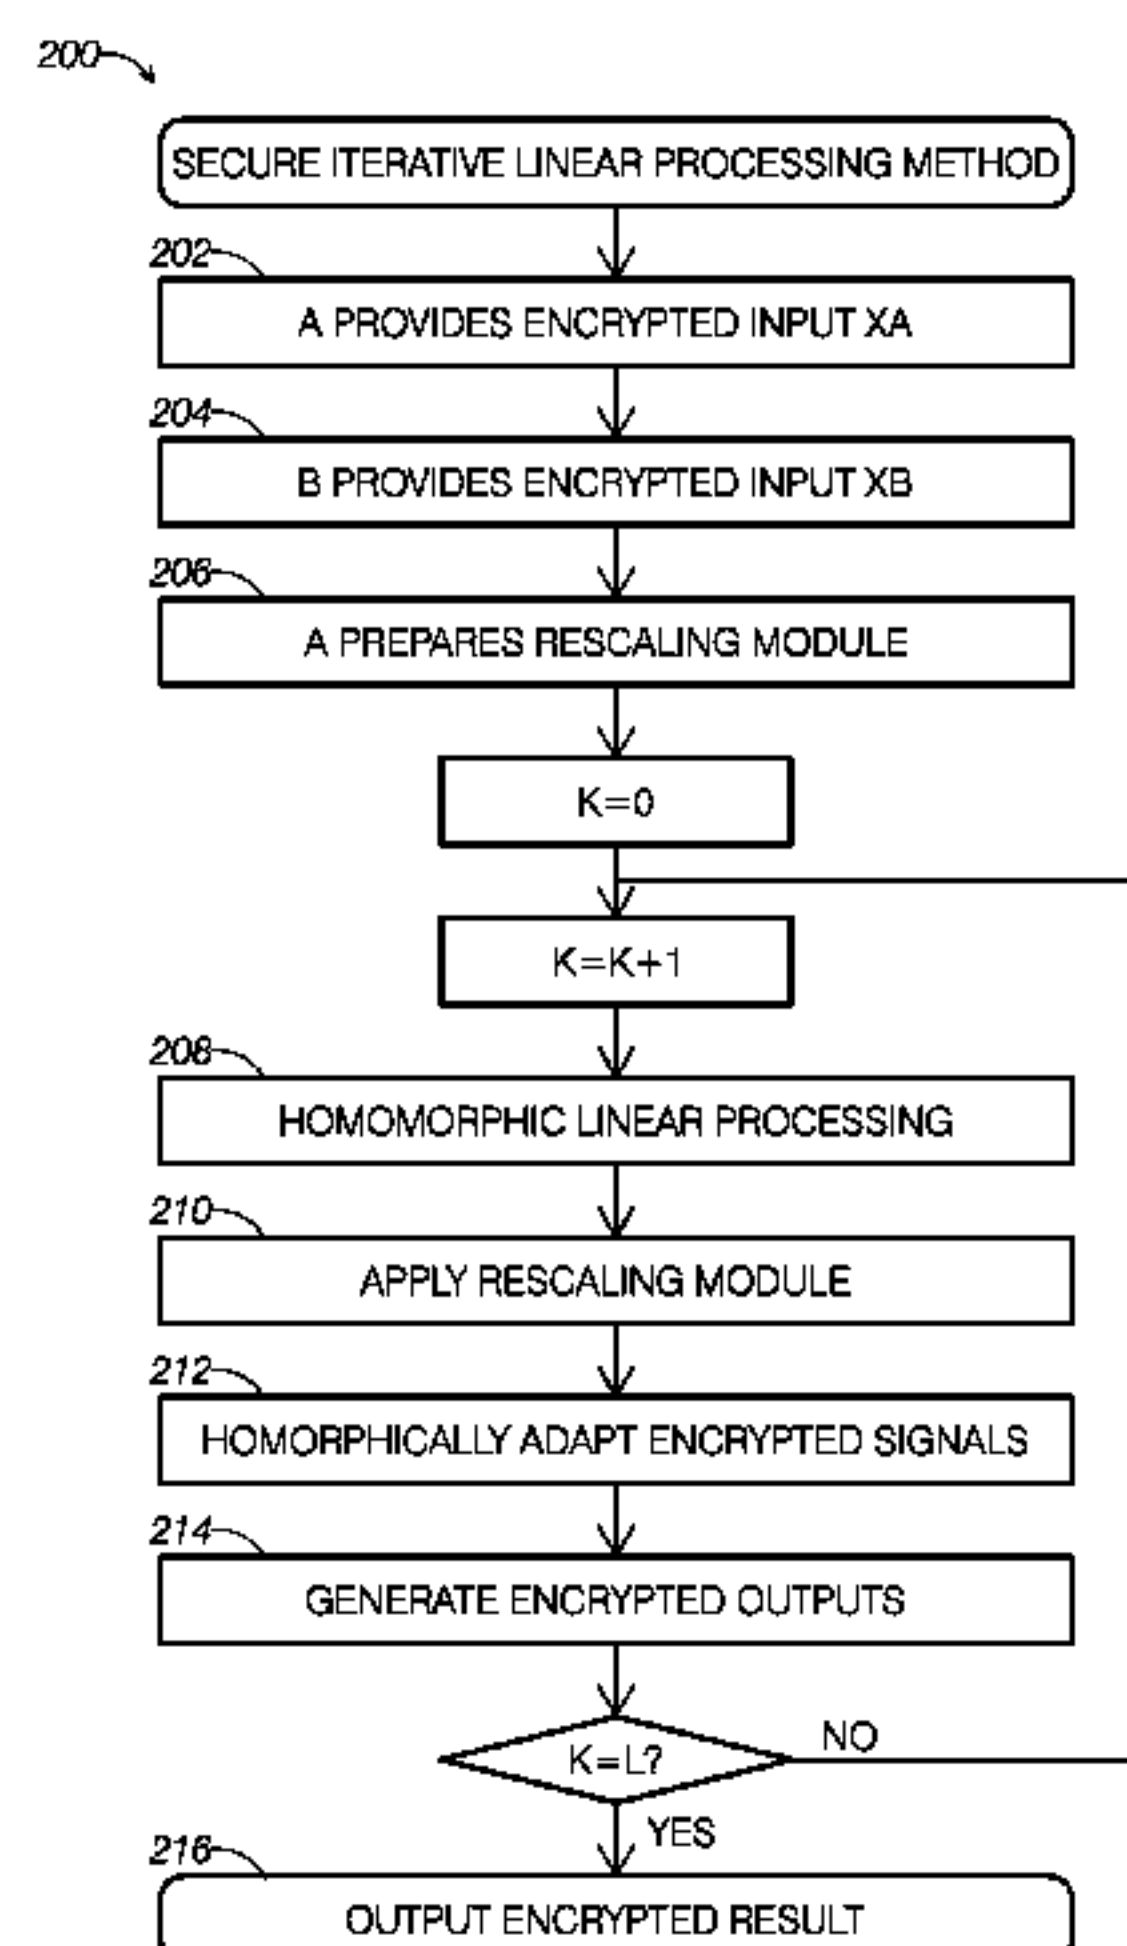 200
SECURE ITERATIVE LINEAR PROCESSING METHOD
202
A PROVIDES ENCRYPTED INPUT XA
204
B PROVIDES ENCRYPTED INPUT XB
206
A PREPARES RESCALING MODULE
K=0
K=K+1
208
HOMOMORPHIC LINEAR PROCESSING
210
APPLY RESCALING MODULE
212
HOMORPHICALLY ADAPT ENCRYPTED SIGNALS
214
GENERATE ENCRYPTED OUTPUTS
NO
K=L?
YES
216
OUTPUT ENCRYPTED RESULT